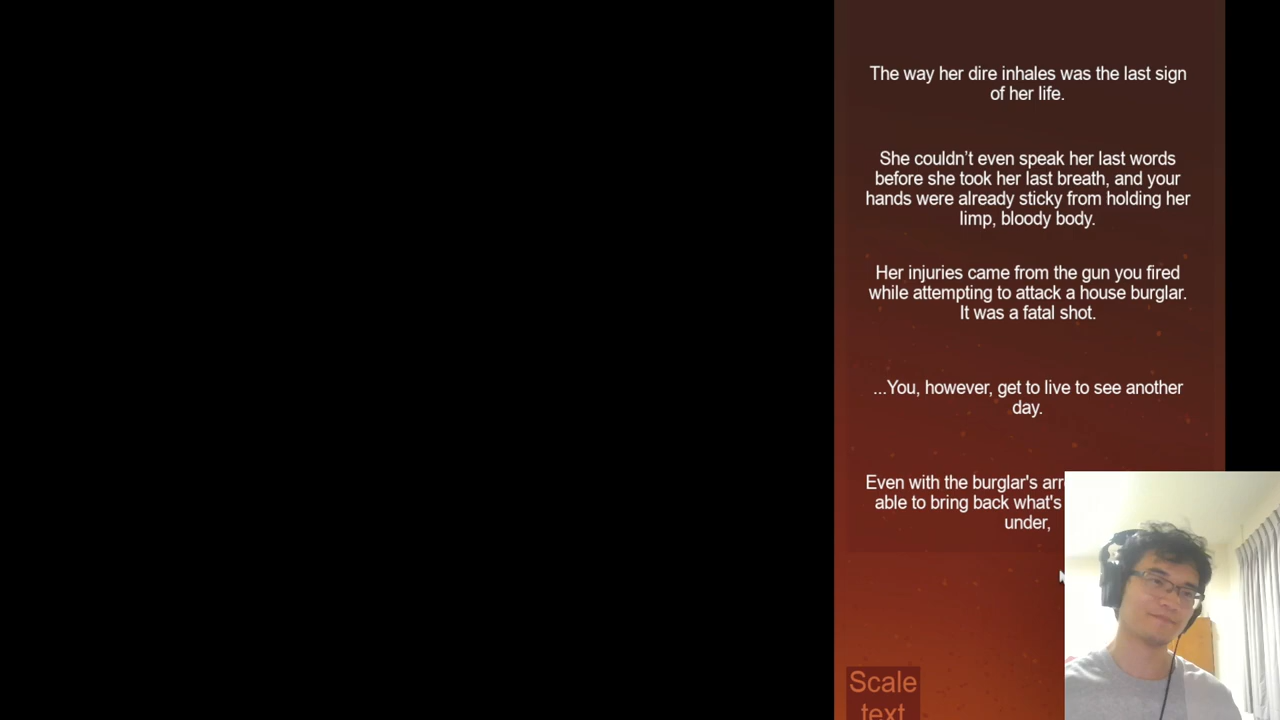 The way her dire inhales was the last sign
of her life.
She couldn’t even speak her last words
before she took her last breath, and your
hands were already sticky from holding her
limp, bloody body.
Her injuries came from the gun you fired
while attempting to attack a house burglar.
It was a fatal shot.
...You, however, get to live to see another
day.
Even with the burglar's
able to bring back what's
under,
Scale
text